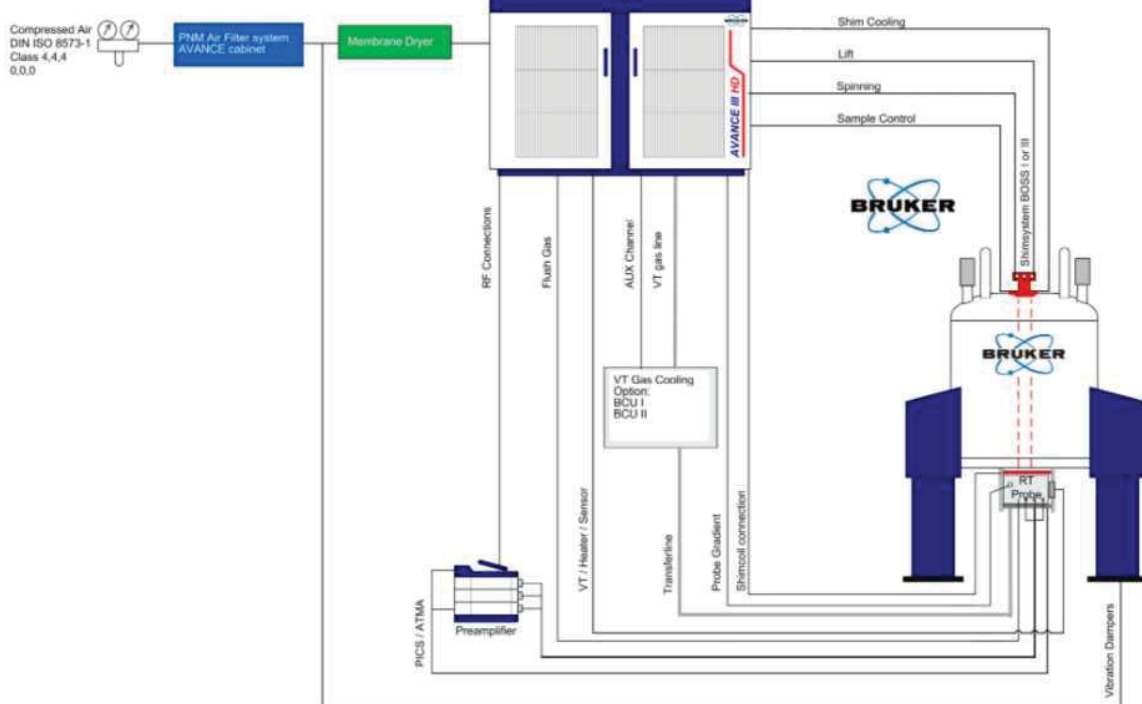 Compressed Air
DIN ISO 8573-1
Class 4,4,4
0,0,0
PNM Air Filter system
AVANCE cabinet
Membrane Dryer
BRUKER
AVANCE III HD
Shim Cooling
Lift
Spinning
Sample Control
Shimsystem BOSS I or III
BRUKER
BRUKER
RF Connections
Flush Gas
AUX Channel
VT gas line
VT Gas Cooling
Option:
BCU I
BCU II
VT / Heater / Sensor
Transferline
Probe Gradient
Shimcoil connection
RT
Probe
Preamplifier
PICS / ATMA
Vibration Dampers